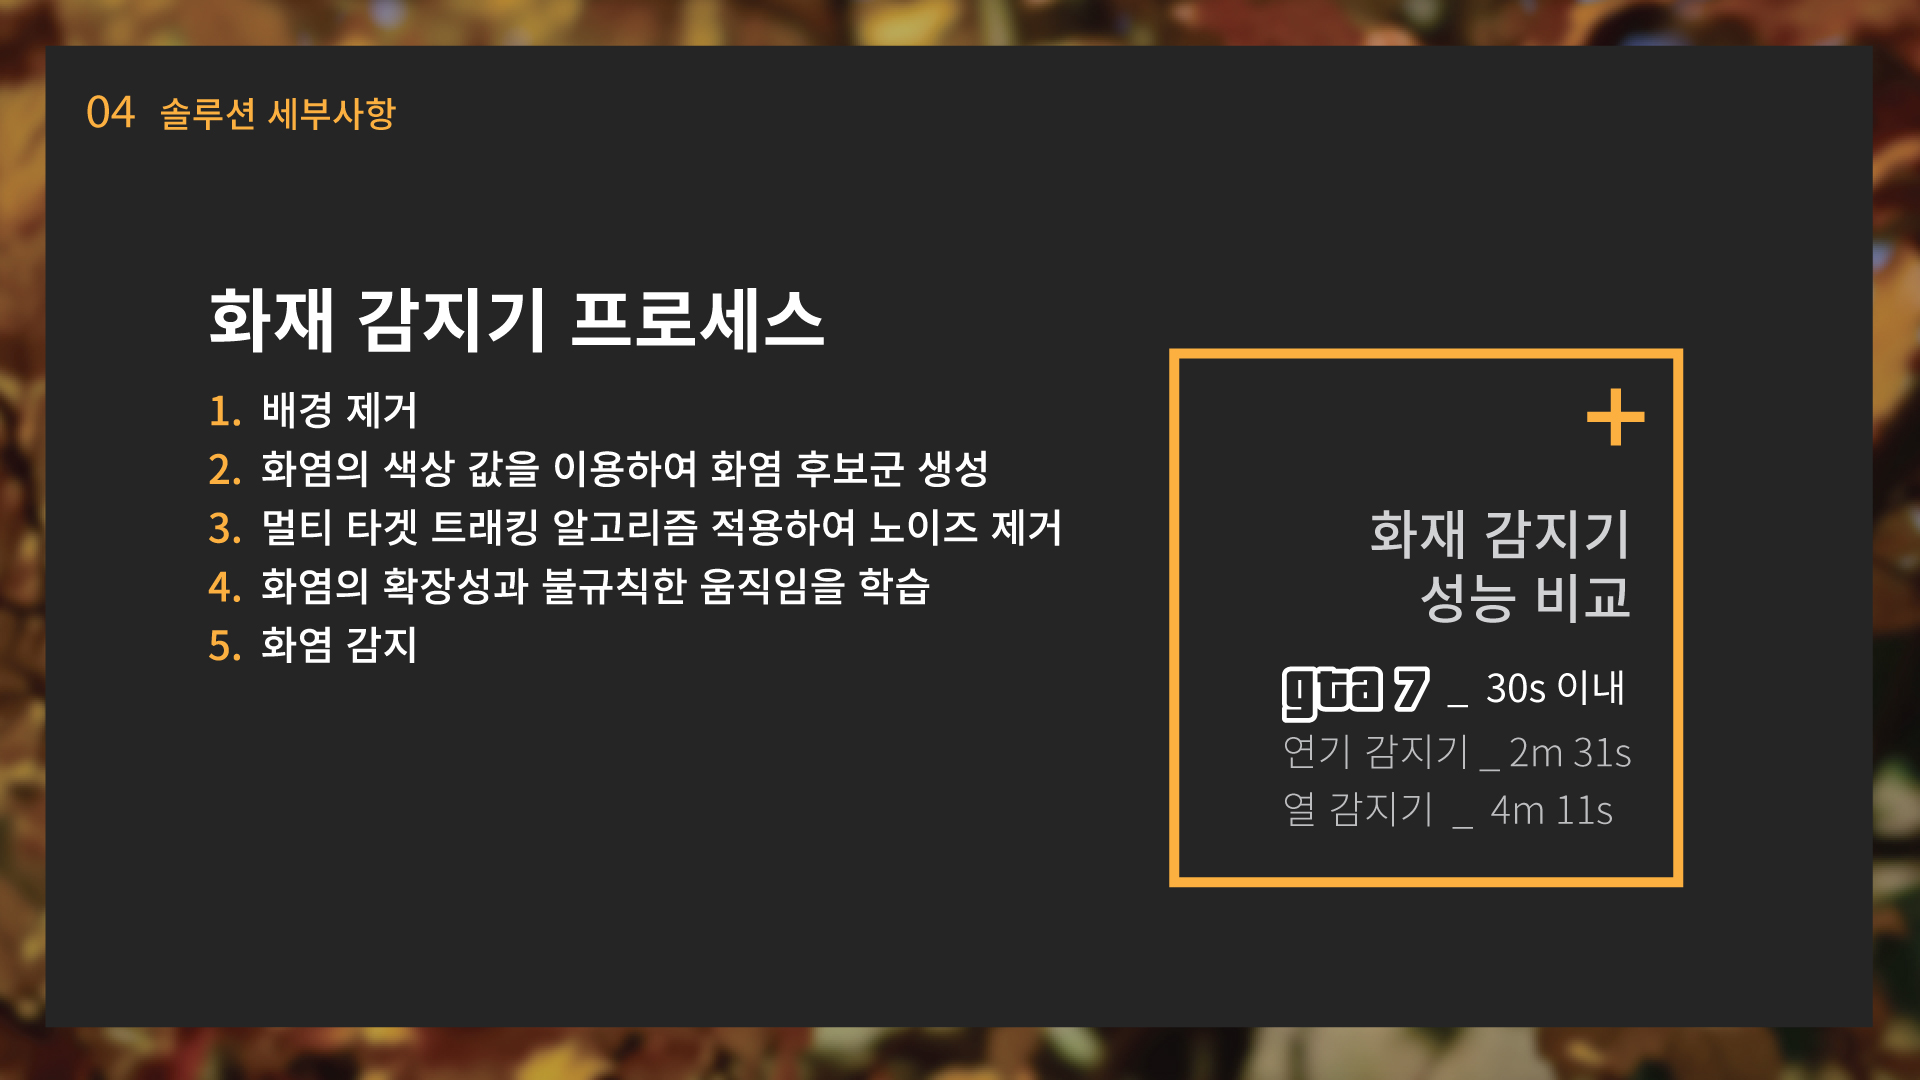 04 솔루션 세부사항
화재 감지기 프로세스
1. 배경 제거
2. 화염의 색상 값을 이용하여 화염 후보군 생성
3. 멀티 타겟 트래킹 알고리즘 적용하여 노이즈 제거
4. 화염의 확장성과 불규칙한 움직임을 학습
5. 화염 감지
+
화재 감지기
성능 비교
gta 7 _ 30s 이내
연기 감지기 _ 2m 31s
열 감지기 _ 4m 11s